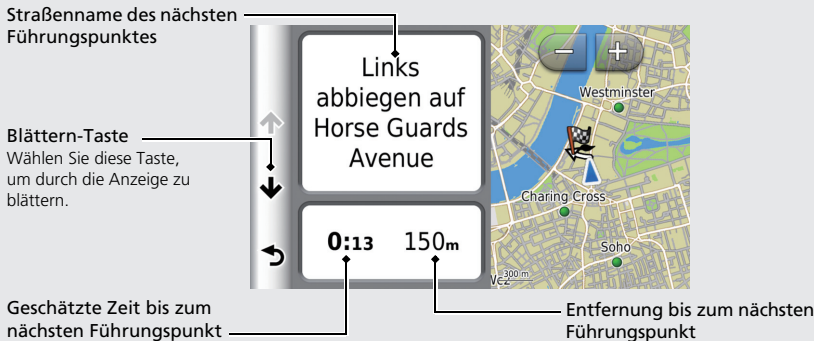 Straßenname des nächsten
Führungspunktes
Links
abbiegen auf
Horse Guards
Avenue
Westminster
Blättern-Taste
Wählen Sie diese Taste,
um durch die Anzeige zu
blättern.
Charing Cross
0:13
150m
Soho
300 m
Geschätzte Zeit bis zum
nächsten Führungspunkt
Entfernung bis zum nächsten
Führungspunkt